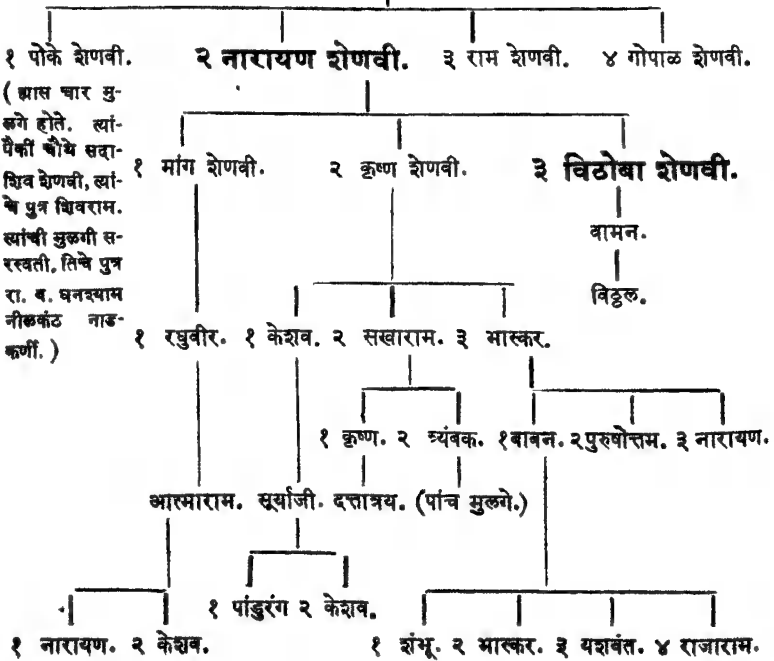 १ पोके शेणवी. २ नारायण शेणवी. ३ राम शेणवी. ४ गोपाळ शेणवी.
( ह्यास चार मु-
लगे होते. त्यां-
पैकीं चौथे सदा-
शिव शेणवी, त्यां-
चे पुत्र शिवराम.
त्यांची मुलगी स-
रस्वती, तिचे पुत्र
रा. ब. घनश्याम
नीळकंठ नाड-
कर्णी. )
१ मांग शेणवी. २ कृष्ण शेणवी. ३ विठोबा शेणवी.
वामन.
विठ्ठल.
१ रघुवीर. १ केशव. २ सखाराम. ३ भास्कर.
१ कृष्ण. २ त्र्यंबक. १ बाबन. २ पुरुषोत्तम. ३ नारायण.
आत्माराम. सूर्याजी. दत्तात्रय. (पांच मुलगे.)
१ पांडुरंग २ केशव.
१ नारायण. २ केशव. १ शंभू. २ भास्कर. ३ यशवंत. ४ राजाराम.